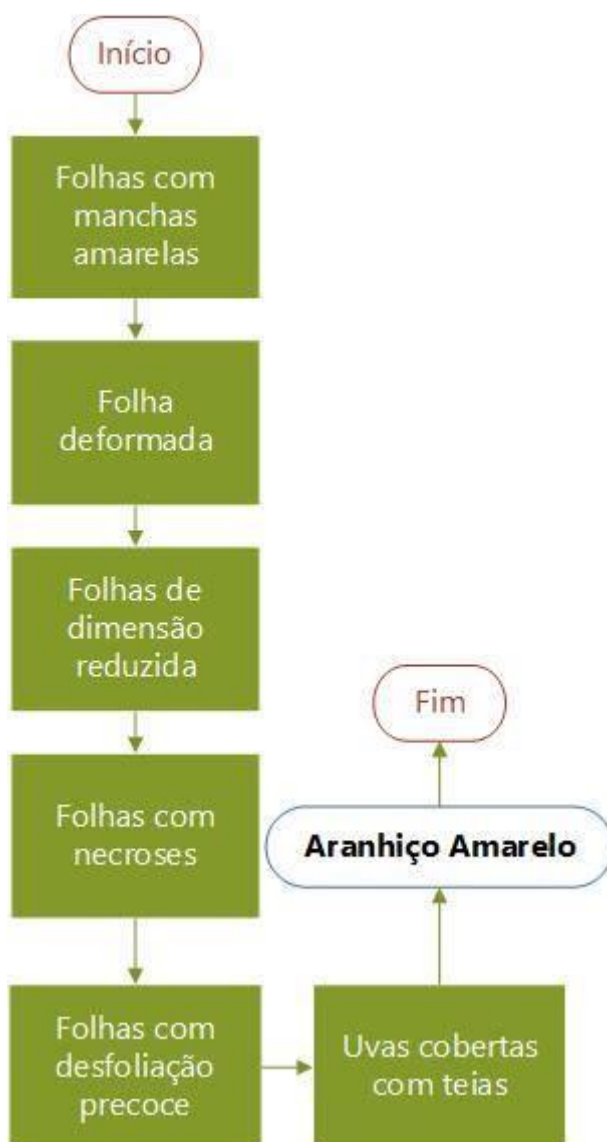 Início
Folhas com
manchas
amarelas
Folha
deformada
Folhas de
dimensão
reduzida
Folhas com
necroses
Folhas com
desfoliação
precoce
Uvas cobertas
com teias
Aranhiço Amarelo
Fim